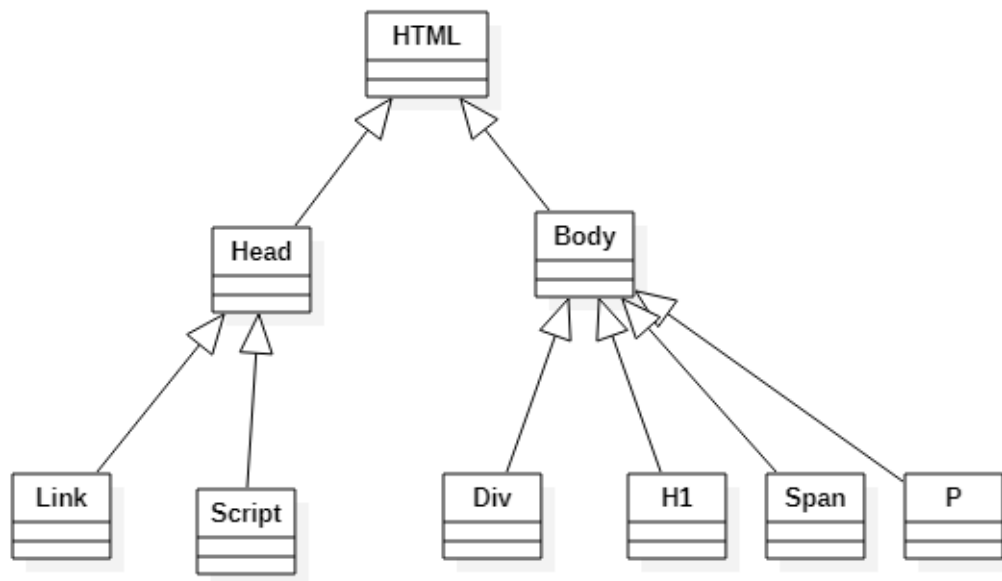 HTML
Head
Body
Link
Script
Div
H1
Span
P